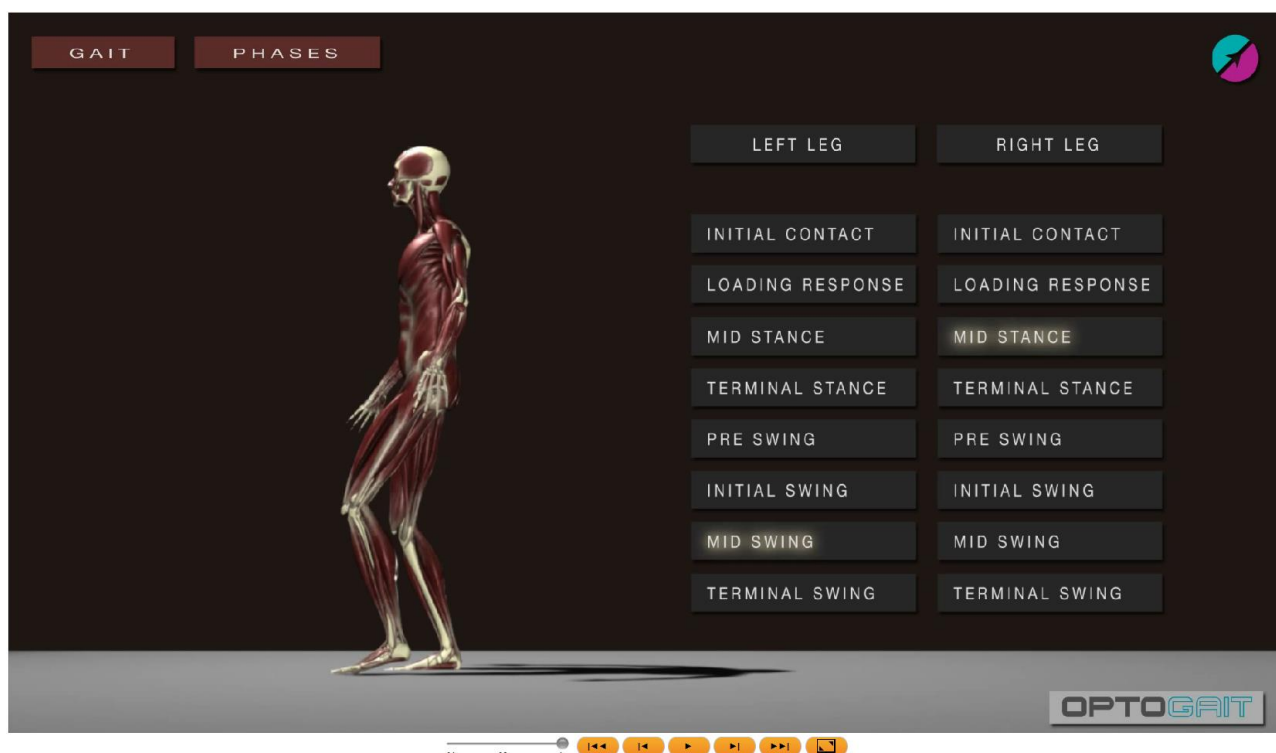 GAIT PHASES
LEFT LEG RIGHT LEG
INITIAL CONTACT INITIAL CONTACT
LOADING RESPONSE LOADING RESPONSE
MID STANCE MID STANCE
TERMINAL STANCE TERMINAL STANCE
PRE SWING PRE SWING
INITIAL SWING INITIAL SWING
MID SWING MID SWING
TERMINAL SWING TERMINAL SWING
OPTOGAIT